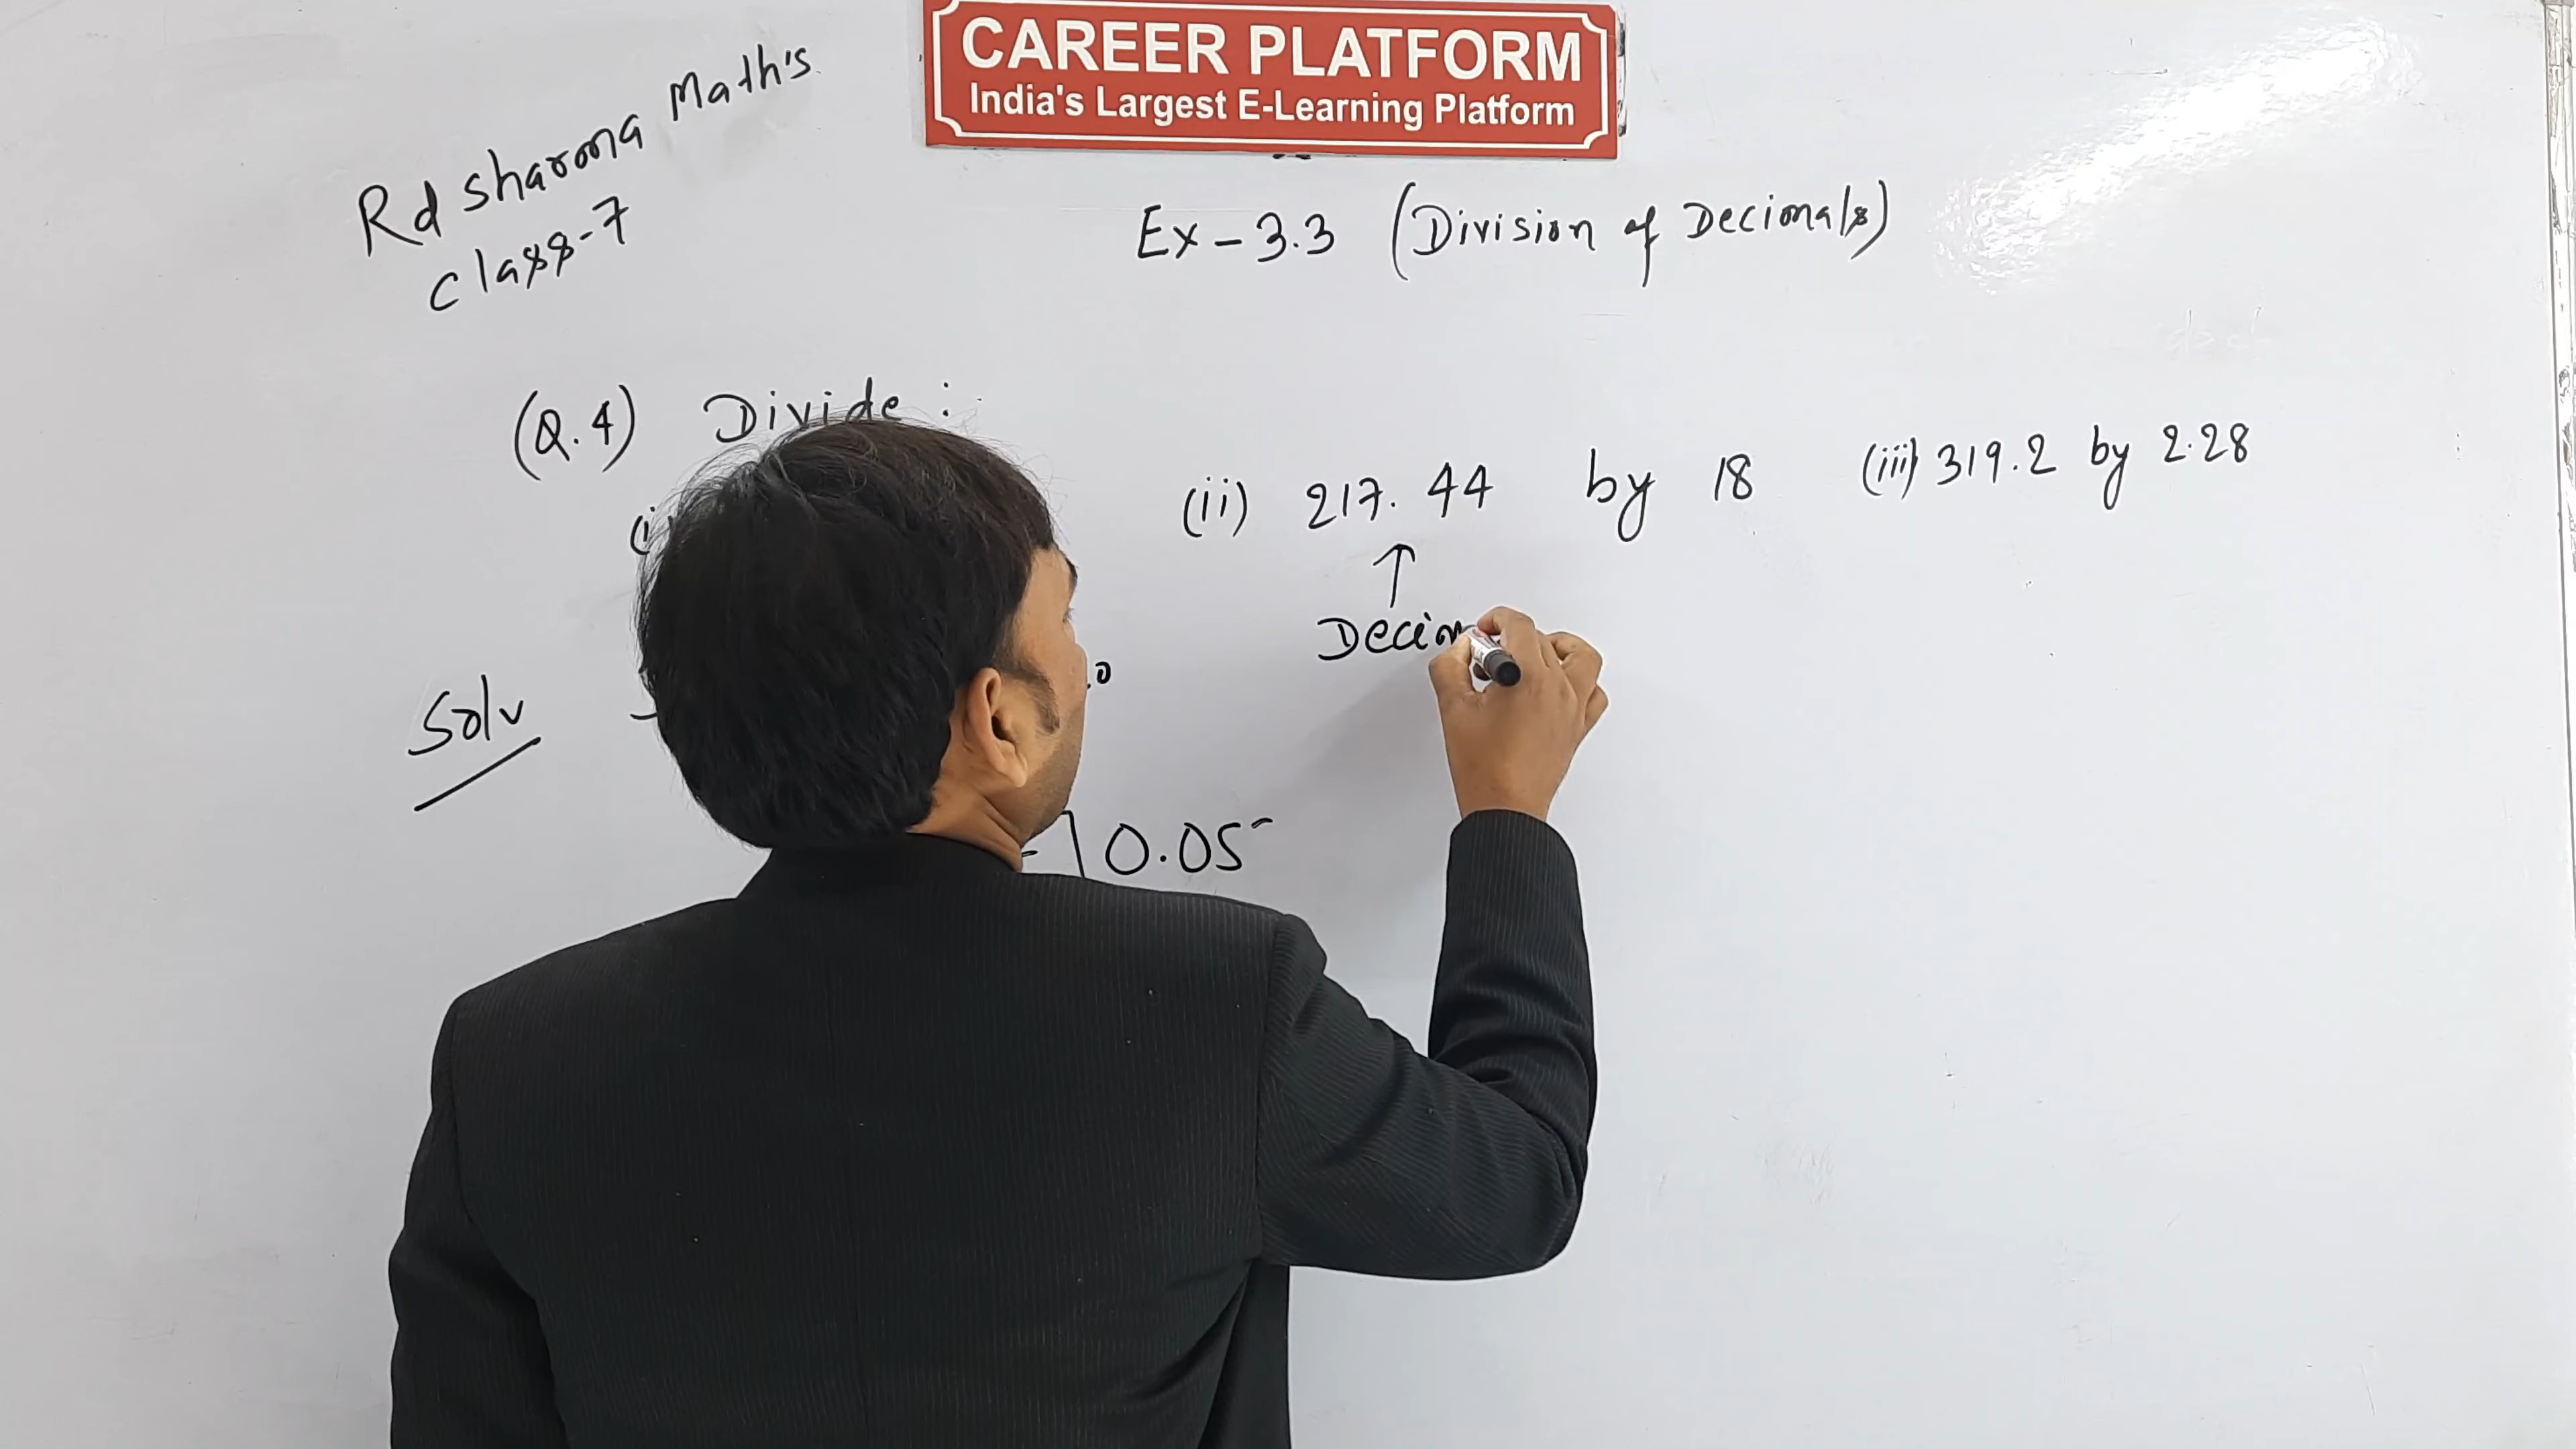 CAREER PLATFORM
India's Largest E-Learning Platform
Rd Sharma Math's
Class-7
Ex-3.3 (Division of Decimals)
(Q.4) Divide :
(i)
(ii) 217.44 by 18
(iii) 319.2 by 2.28
Decim
Solv
.0
0.05